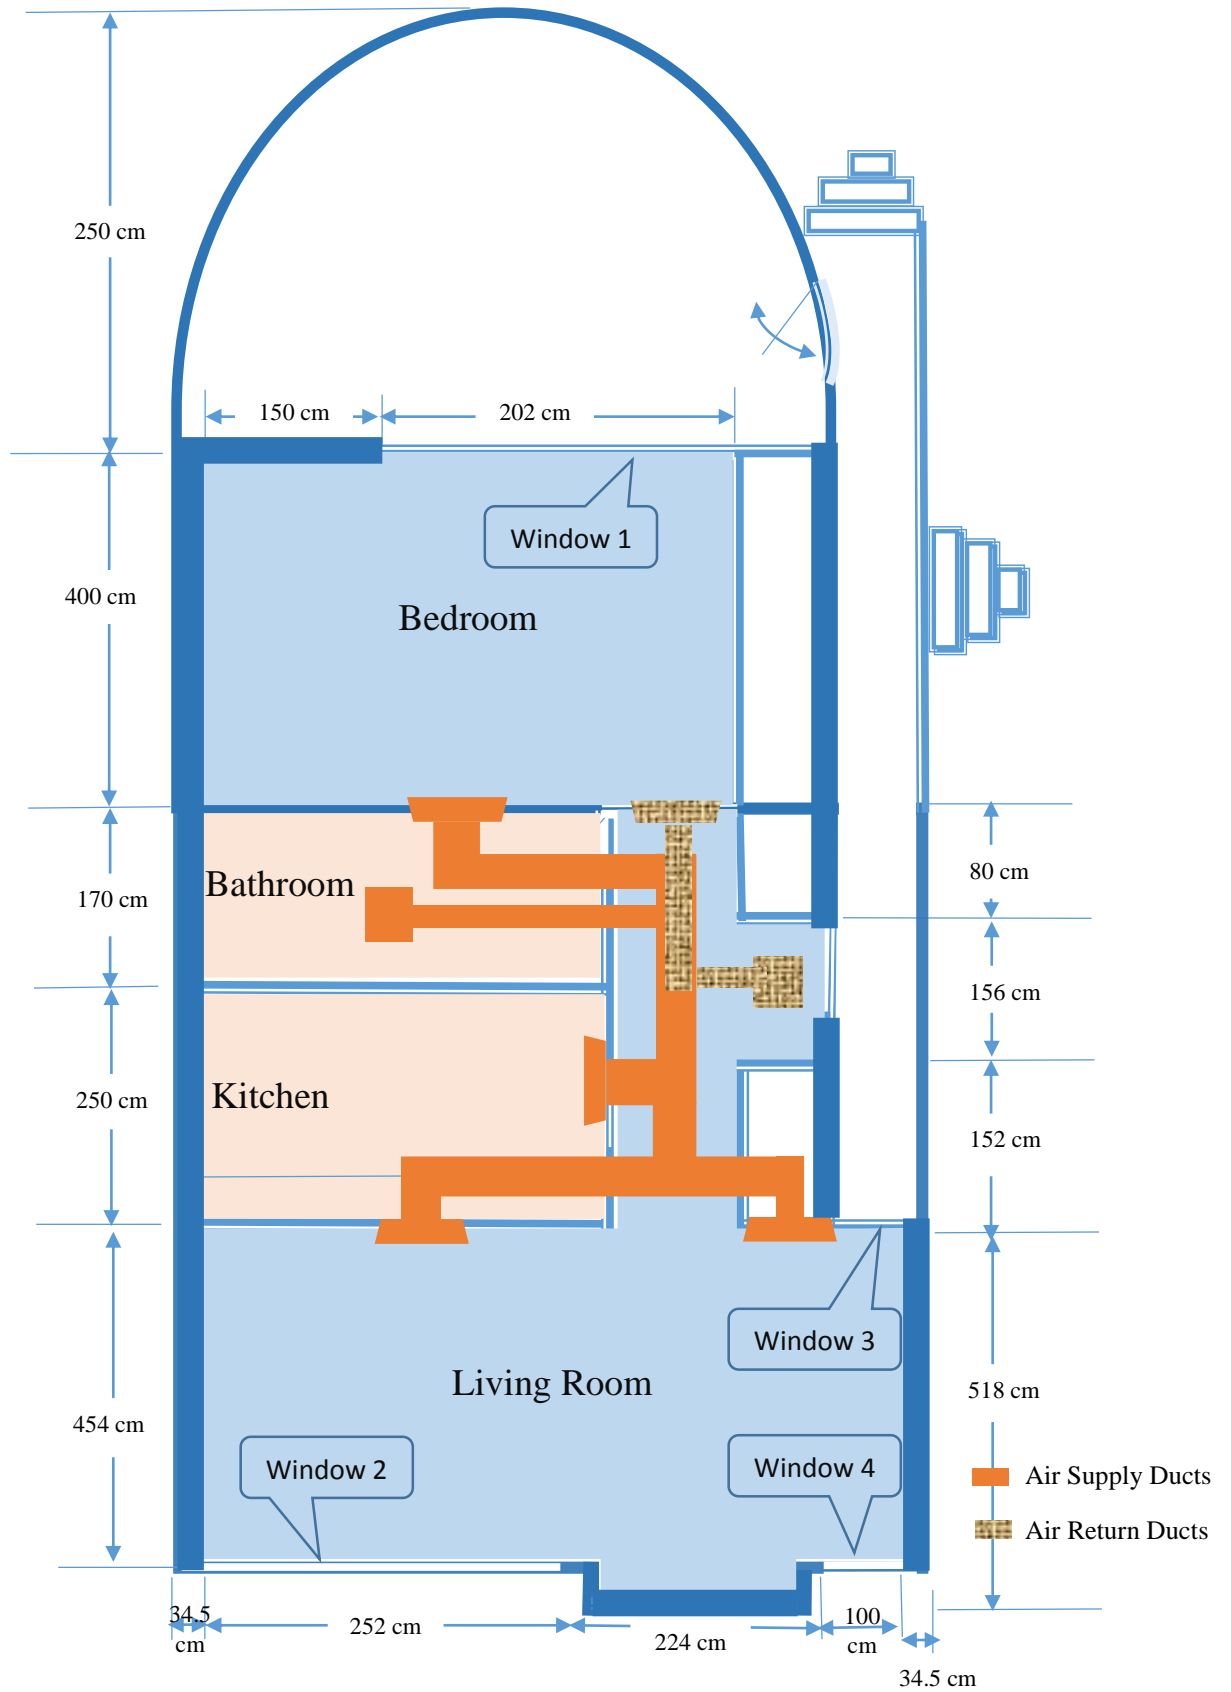 250 cm
150 cm
202 cm
Window 1
400 cm
Bedroom
Bathroom
170 cm
80 cm
156 cm
Kitchen
250 cm
152 cm
Window 3
Living Room
518 cm
454 cm
Window 2
Window 4
Air Supply Ducts
Air Return Ducts
34.5
cm
252 cm
224 cm
100
cm
34.5 cm